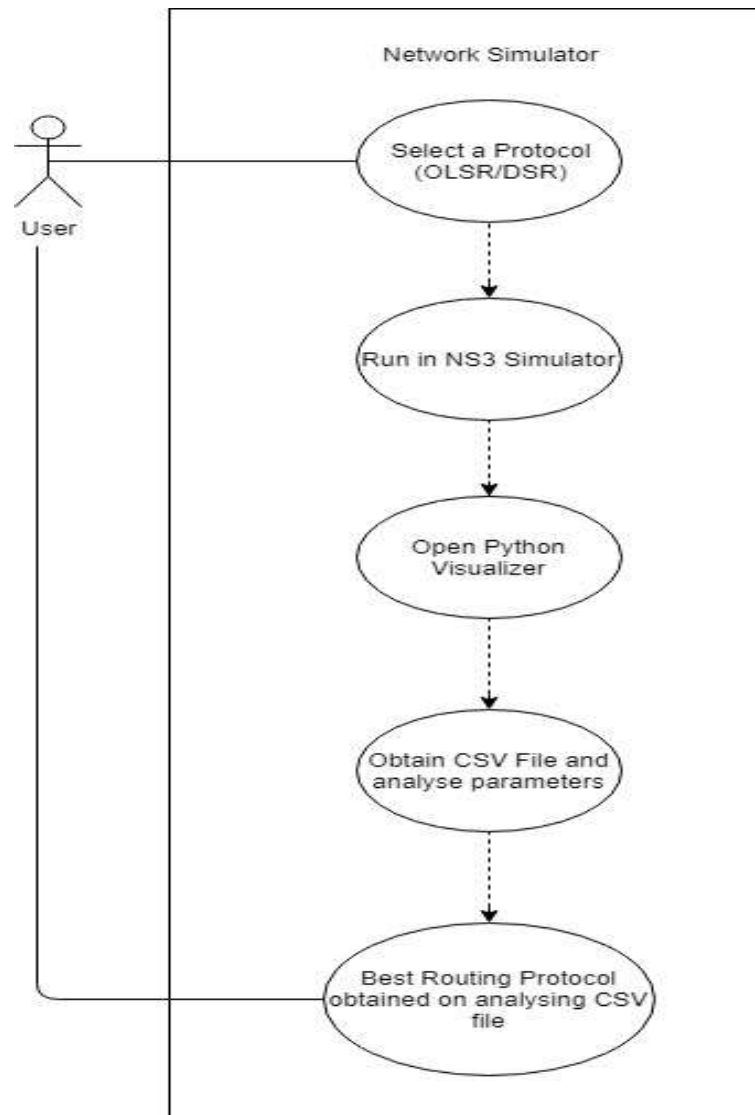 Network Simulator
Select a Protocol
(OLSR/DSR)
User
Run in NS3 Simulator
Open Python
Visualizer
Obtain CSV File and
analyse parameters
Best Routing Protocol
obtained on analysing CSV
file